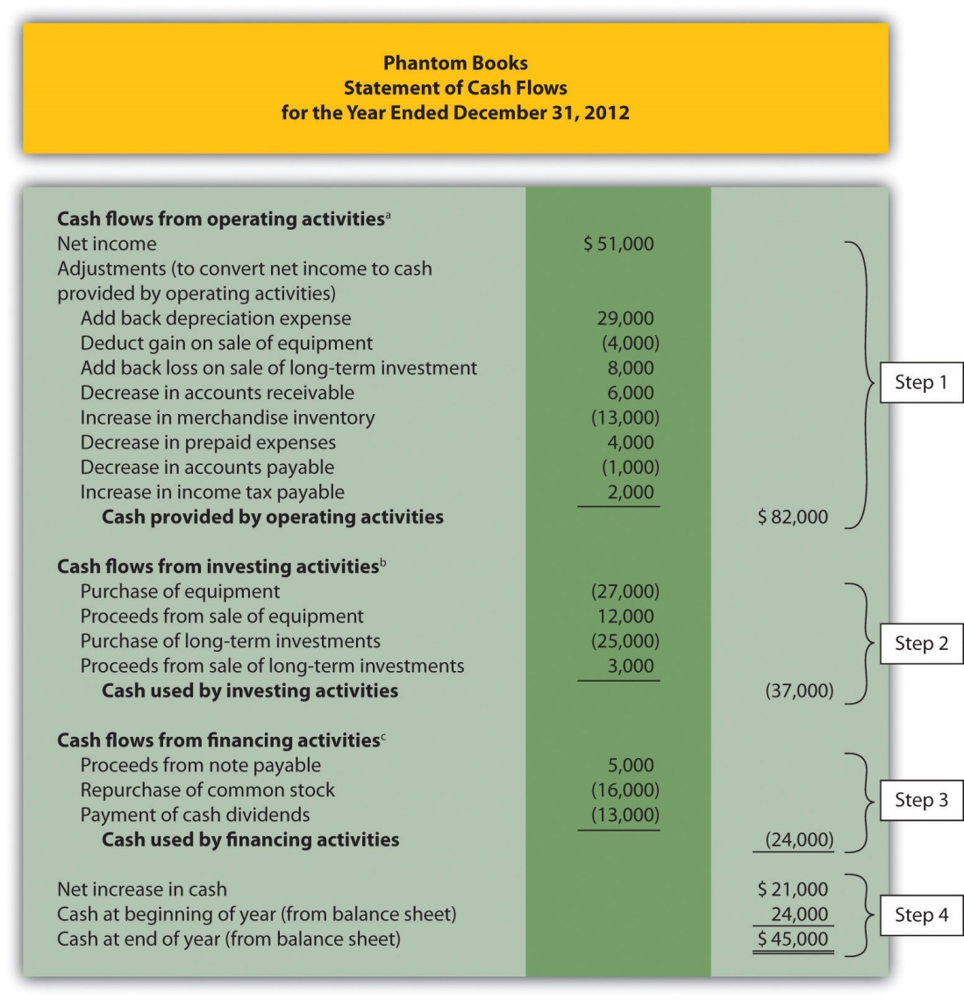 Phantom Books
Statement of Cash Flows
for the Year Ended December 31, 2012
Cash flows from operating activitiesa
Net income $ 51,000
Adjustments (to convert net income to cash
provided by operating activities)
Add back depreciation expense 29,000
Deduct gain on sale of equipment (4,000)
Add back loss on sale of long-term investment 8,000
Decrease in accounts receivable 6,000
Step 1
Increase in merchandise inventory (13,000)
Decrease in prepaid expenses 4,000
Decrease in accounts payable (1,000)
Increase in income tax payable 2,000
Cash provided by operating activities $ 82,000
Cash flows from investing activitiesb
Purchase of equipment (27,000)
Proceeds from sale of equipment 12,000
Purchase of long-term investments (25,000)
Step 2
Proceeds from sale of long-term investments 3,000
Cash used by investing activities (37,000)
Cash flows from financing activitiesc
Proceeds from note payable 5,000
Repurchase of common stock (16,000)
Step 3
Payment of cash dividends (13,000)
Cash used by financing activities (24,000)
Net increase in cash $ 21,000
Cash at beginning of year (from balance sheet) 24,000
Step 4
Cash at end of year (from balance sheet) $ 45,000